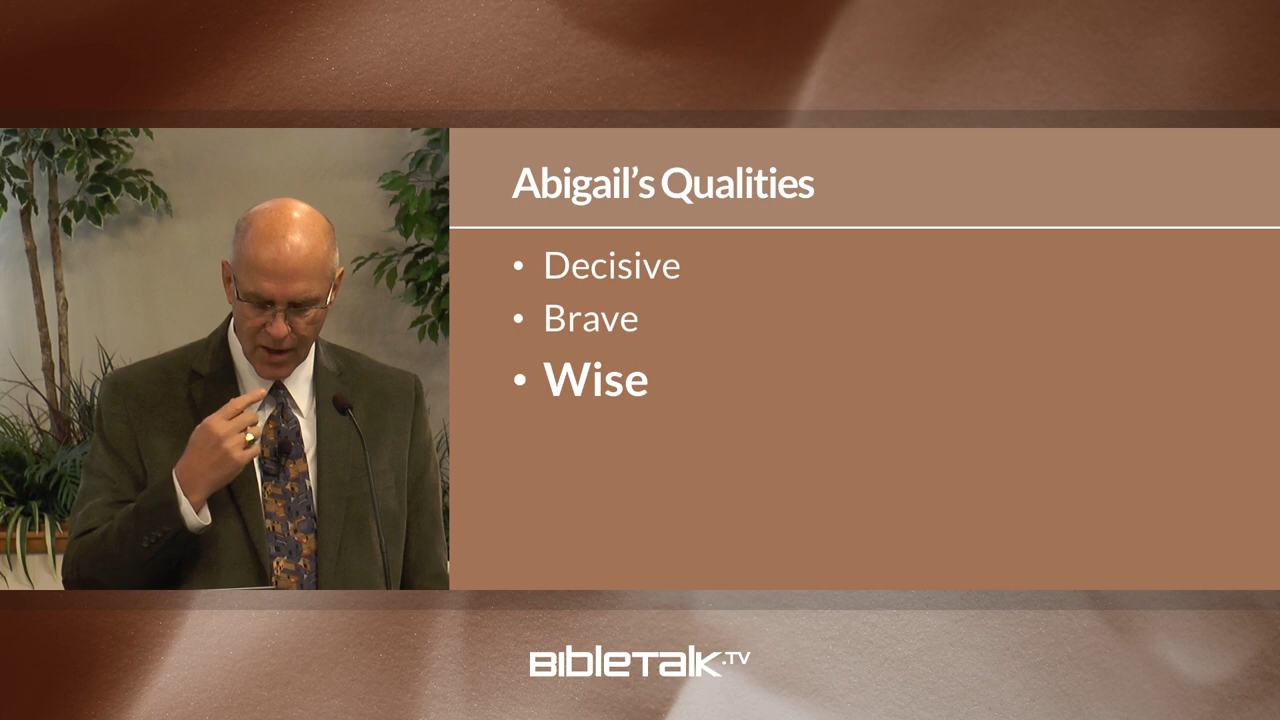 Abigail’s Qualities
• Decisive
• Brave
• Wise
BIBLETALK.TV